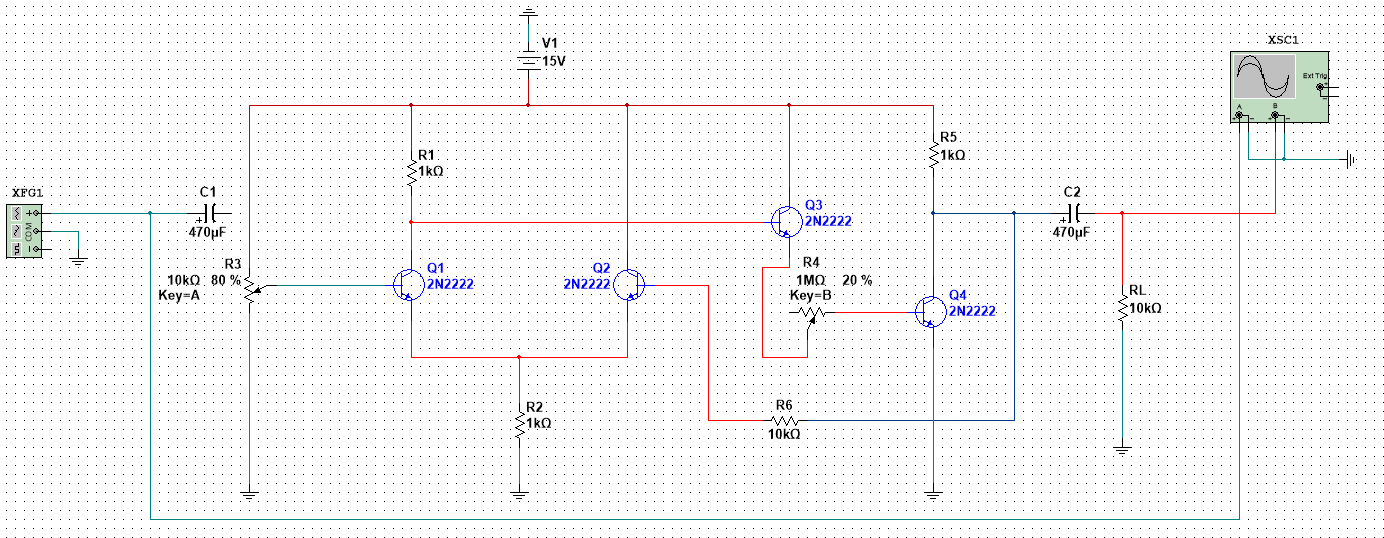 XSC1
V1
15V
Ext Trig
A
B
R5
1kΩ
R1
1kΩ
XFG1
C1
470µF
COM
Q3
2N2222
C2
470µF
R3
10kΩ 80 %
Key=A
Q1
2N2222
Q2
2N2222
R4
1MΩ 20 %
Key=B
Q4
2N2222
RL
10kΩ
R2
1kΩ
R6
10kΩ